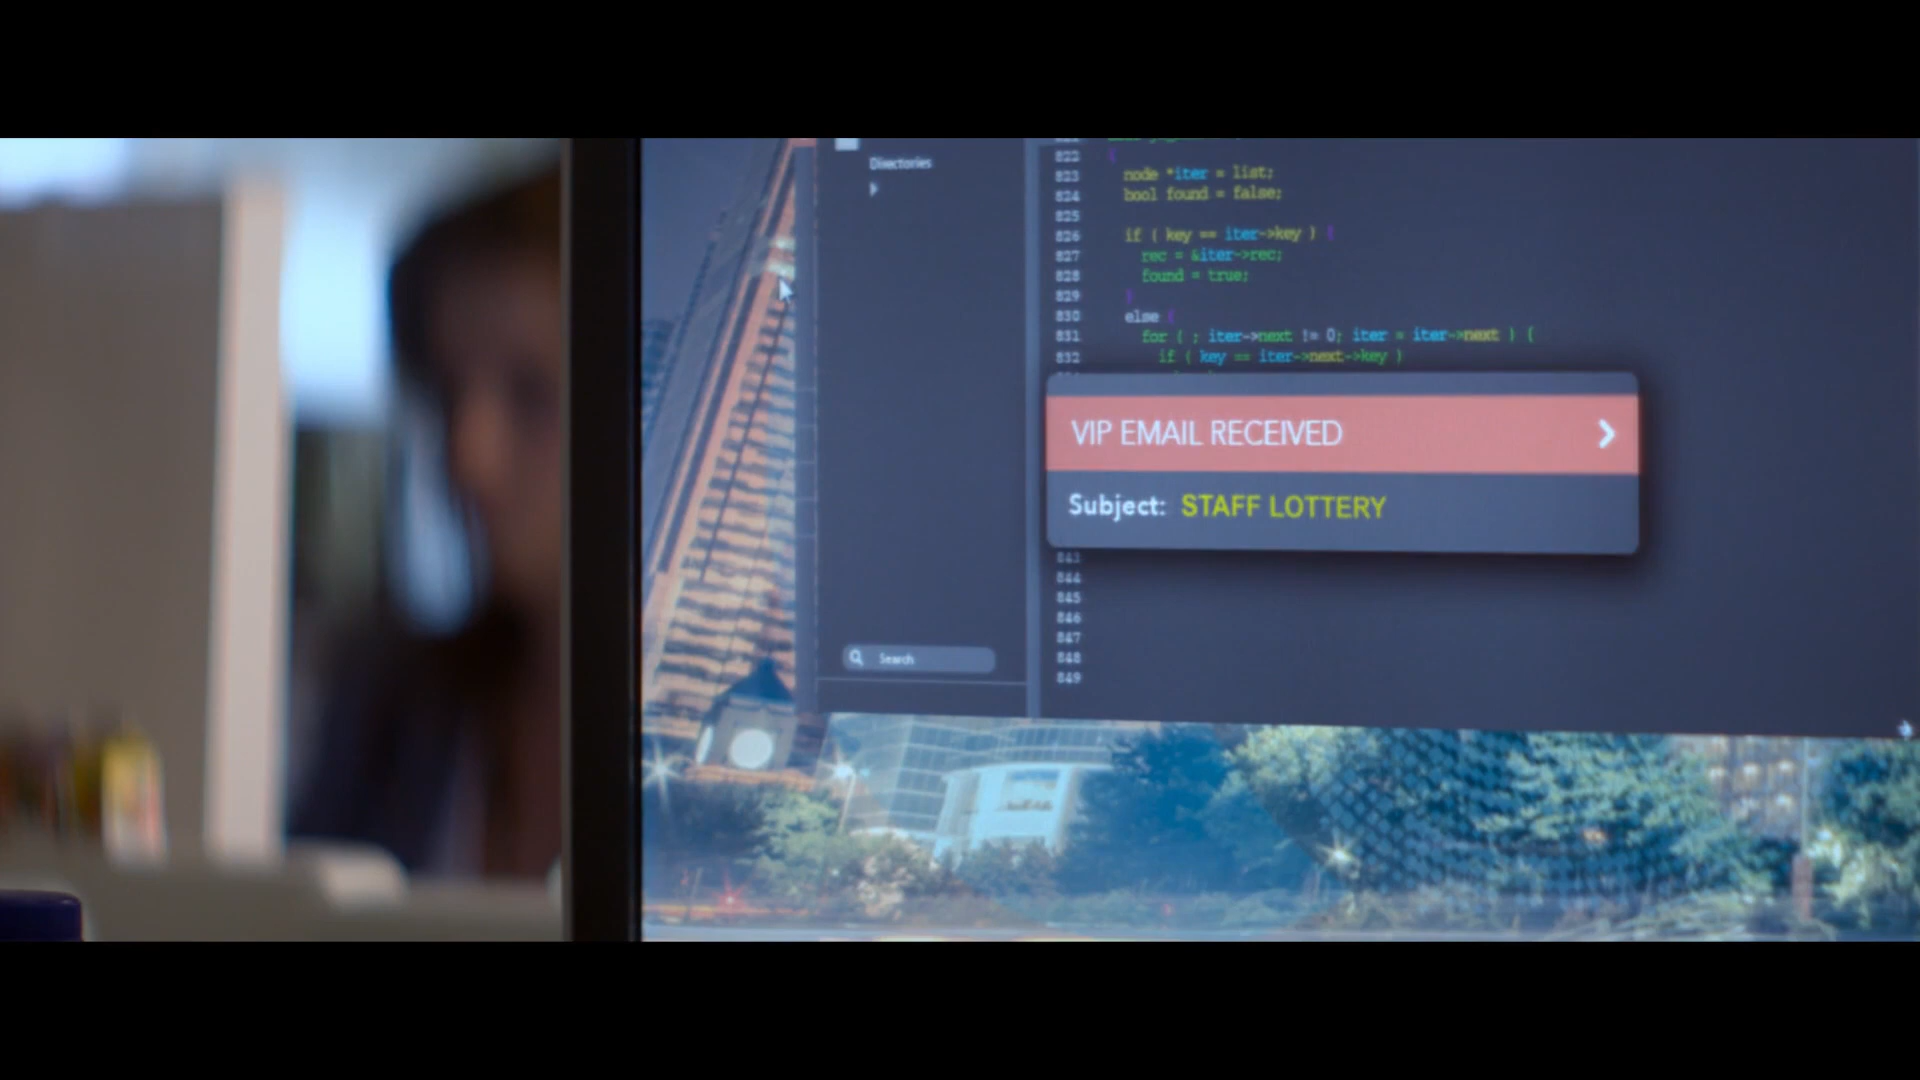 Directories
822 {
823 node *iter = list;
824 bool found = false;
825
826 if ( key == iter->key ) {
827 rec = &iter->rec;
828 found = true;
829 }
830 else {
831 for ( ; iter->next != 0; iter = iter->next ) {
832 if ( key == iter->next->key )
VIP EMAIL RECEIVED
Subject: STAFF LOTTERY
843
844
845
846
847
848
849
Search